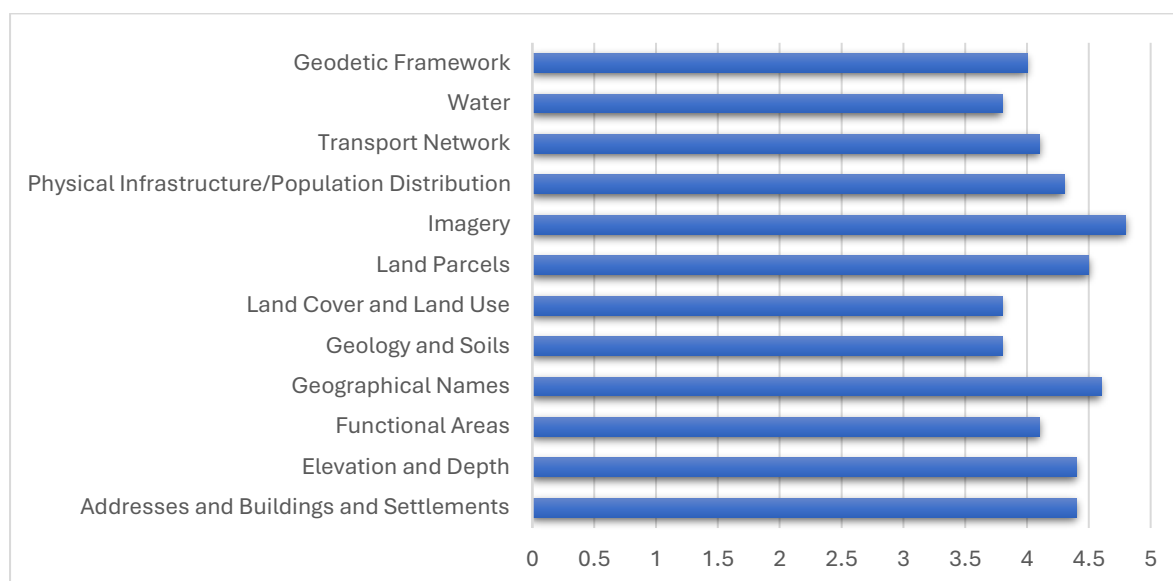 Geodetic Framework
Water
Transport Network
Physical Infrastructure/Population Distribution
Imagery
Land Parcels
Land Cover and Land Use
Geology and Soils
Geographical Names
Functional Areas
Elevation and Depth
Addresses and Buildings and Settlements
0 0.5 1 1.5 2 2.5 3 3.5 4 4.5 5